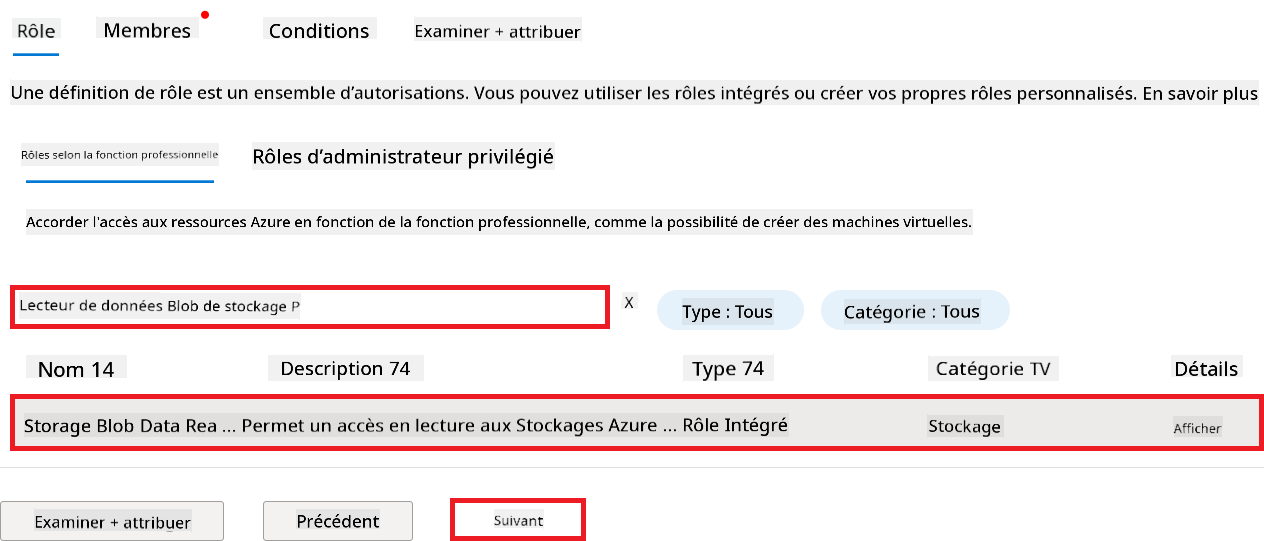 Rôle Membres Conditions Examiner + attribuer
Une définition de rôle est un ensemble d’autorisations. Vous pouvez utiliser les rôles intégrés ou créer vos propres rôles personnalisés. En savoir plus
Rôles selon la fonction professionnelle Rôles d’administrateur privilégié
Accorder l'accès aux ressources Azure en fonction de la fonction professionnelle, comme la possibilité de créer des machines virtuelles.
Lecteur de données Blob de stockage P X Type : Tous Catégorie : Tous
Nom 14 Description 74 Type 74 Catégorie TV Détails
Storage Blob Data Rea ... Permet un accès en lecture aux Stockages Azure ... Rôle Intégré Stockage Afficher
Examiner + attribuer Précédent Suivant